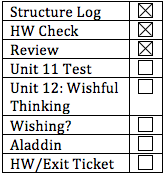 Structure Log ☒
HW Check ☒
Review ☒
Unit 11 Test ☐
Unit 12: Wishful ☐
Thinking
Wishing? ☐
Aladdin ☐
HW/Exit Ticket ☐